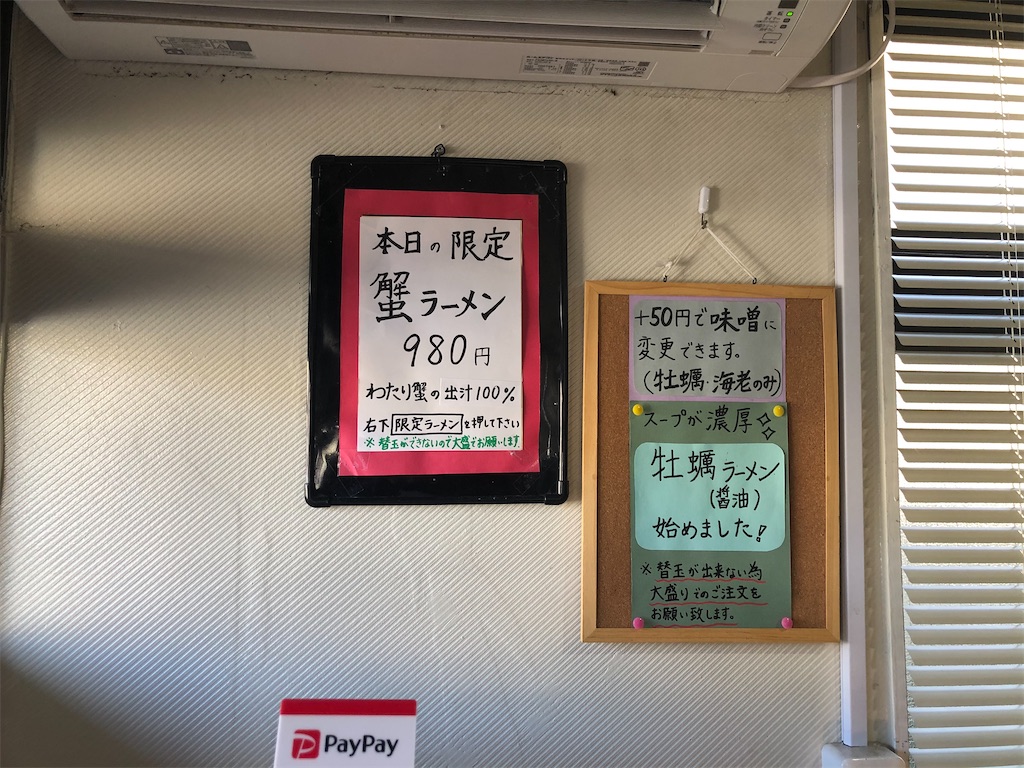 本日の限定
蟹ラーメン
980円
わたり蟹の出汁100%
右下限定ラーメンを押して下さい
※替玉ができないので大盛でお願いします
+50円で味噌に
変更できます。
(牡蠣・海老のみ)
スープが濃厚
牡蠣ラーメン
(醤油)
始めました!
※替玉が出来ない為
大盛りでのご注文を
お願い致します。
PayPay